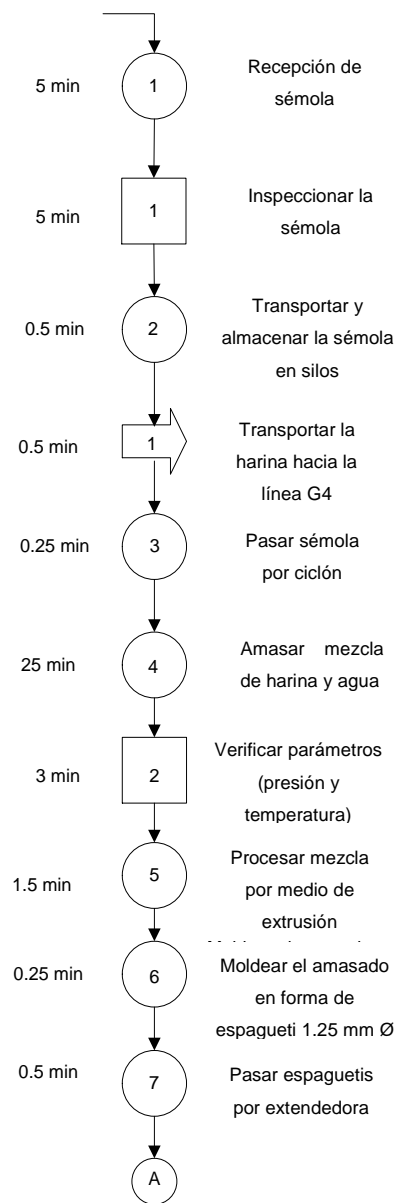 5 min
1
Recepción de
sémola
5 min
1
Inspeccionar la
sémola
0.5 min
2
Transportar y
almacenar la sémola
en silos
0.5 min
1
Transportar la
harina hacia la
línea G4
0.25 min
3
Pasar sémola
por ciclón
25 min
4
Amasar mezcla
de harina y agua
3 min
2
Verificar parámetros
(presión y
temperatura)
1.5 min
5
Procesar mezcla
por medio de
extrusión
0.25 min
6
Moldear el amasado
en forma de
espagueti 1.25 mm Ø
0.5 min
7
Pasar espaguetis
por extendedora
A